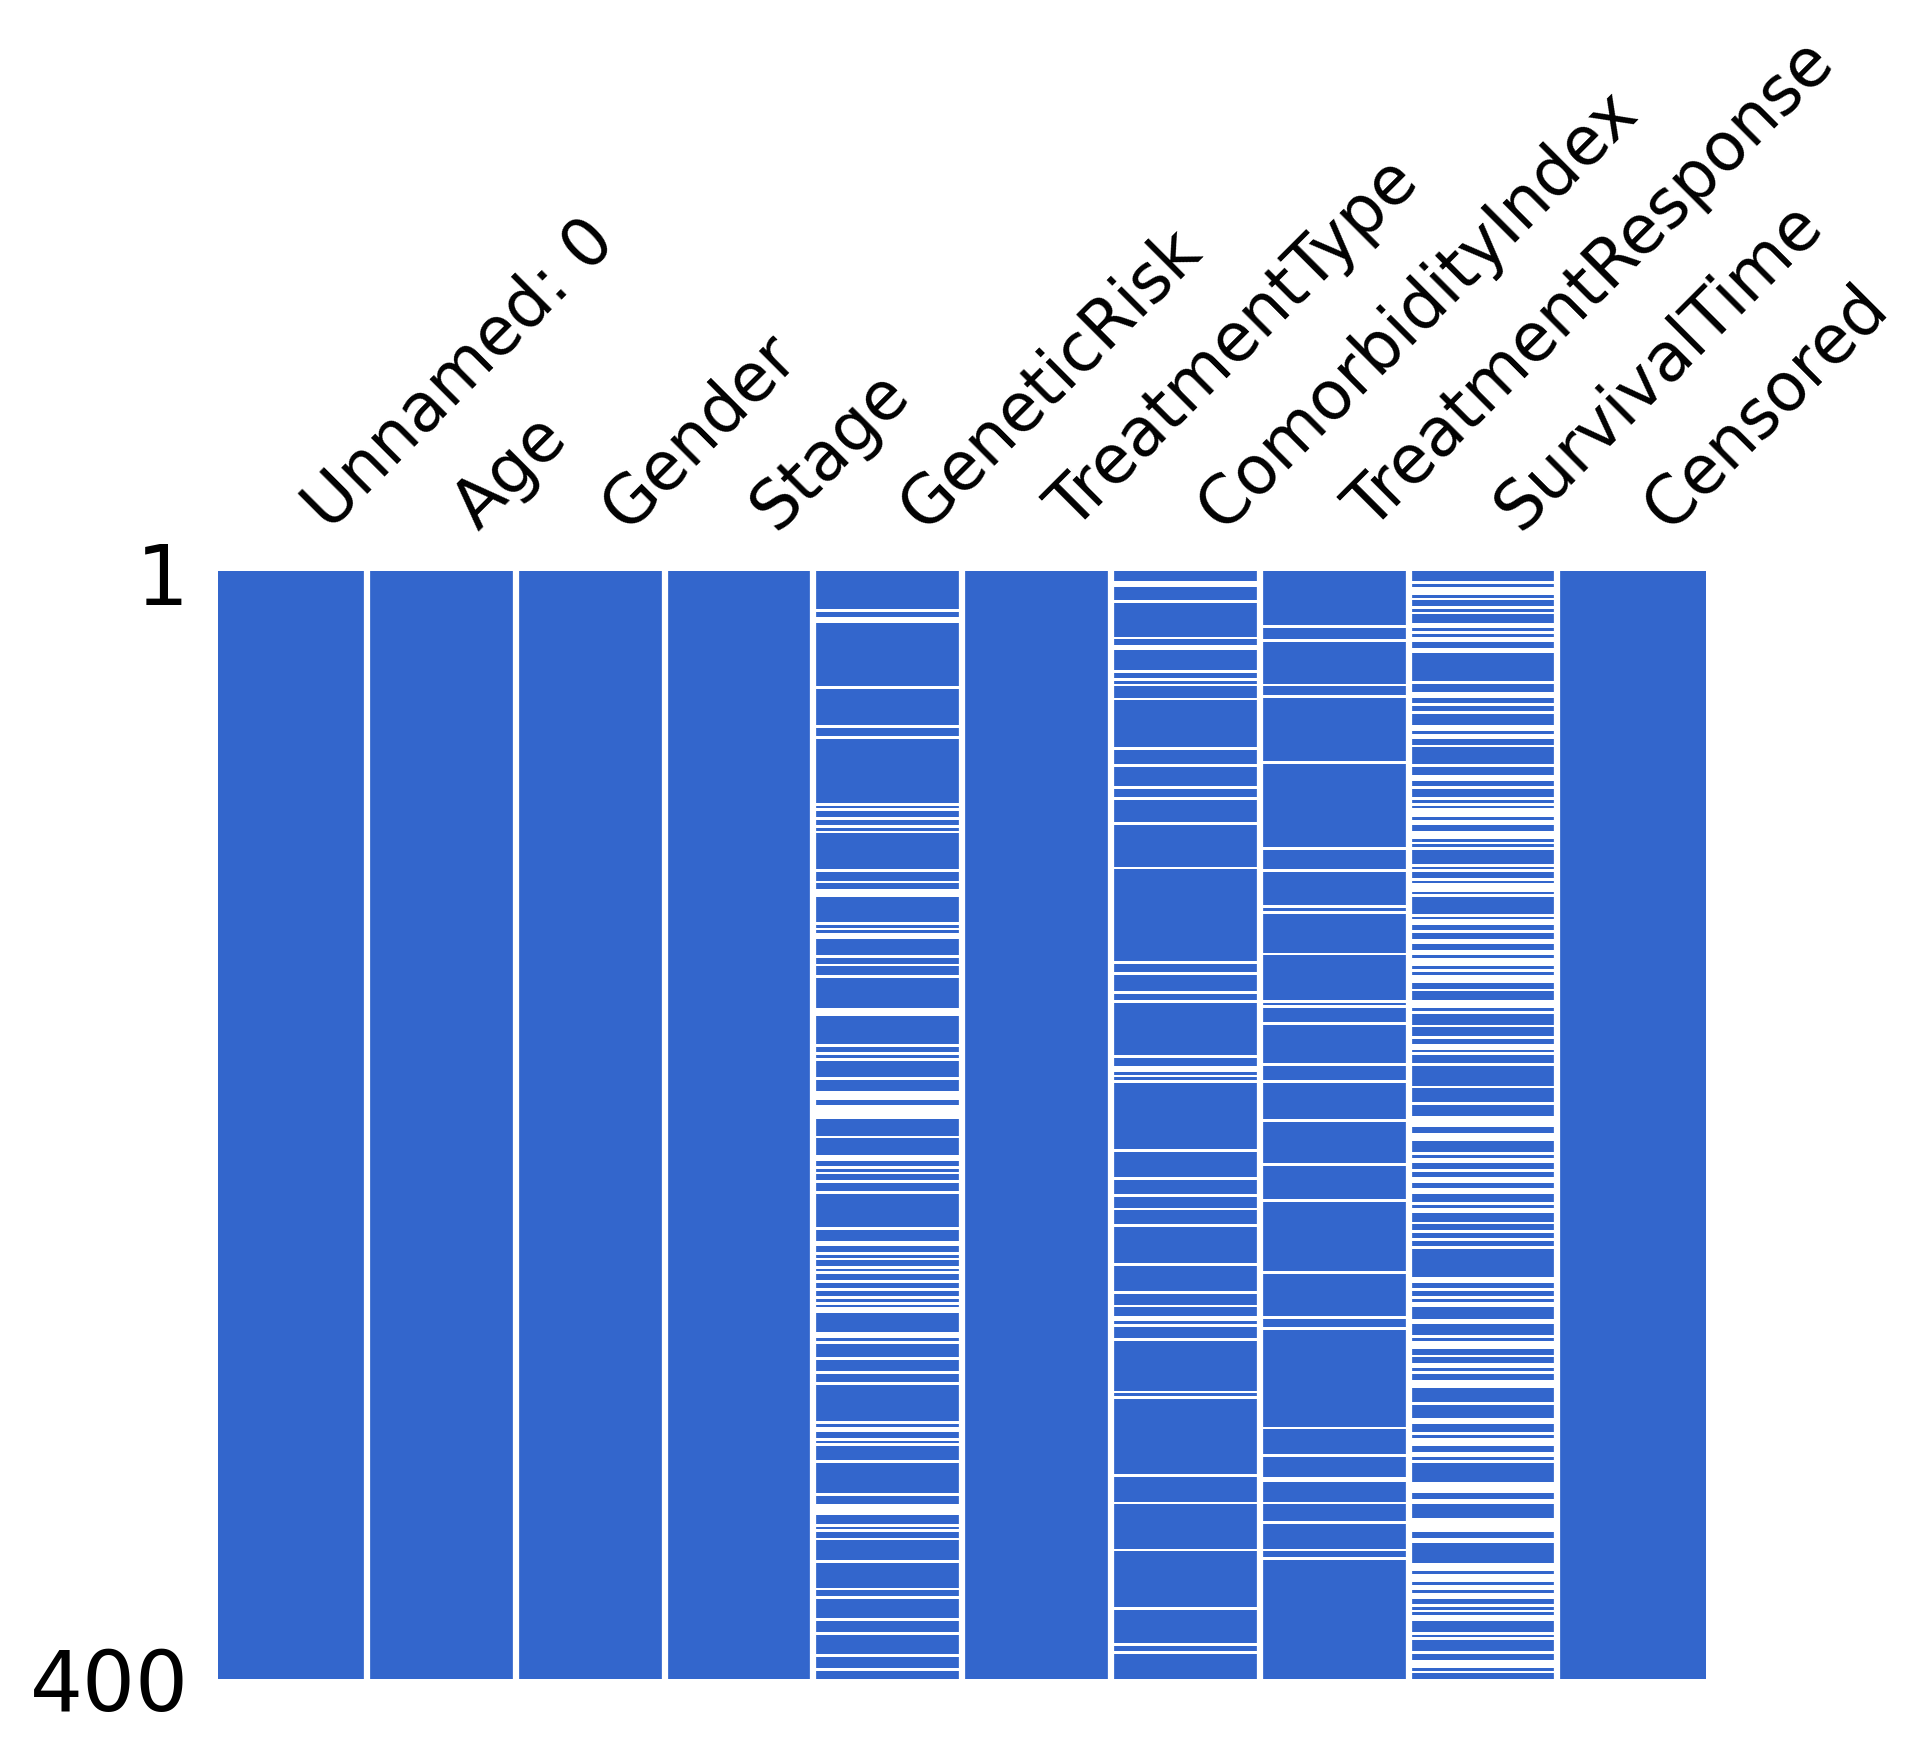 Unnamed: 0
Age
Gender
Stage
GeneticRisk
TreatmentType
ComorbidityIndex
TreatmentResponse
SurvivalTime
Censored
1
400